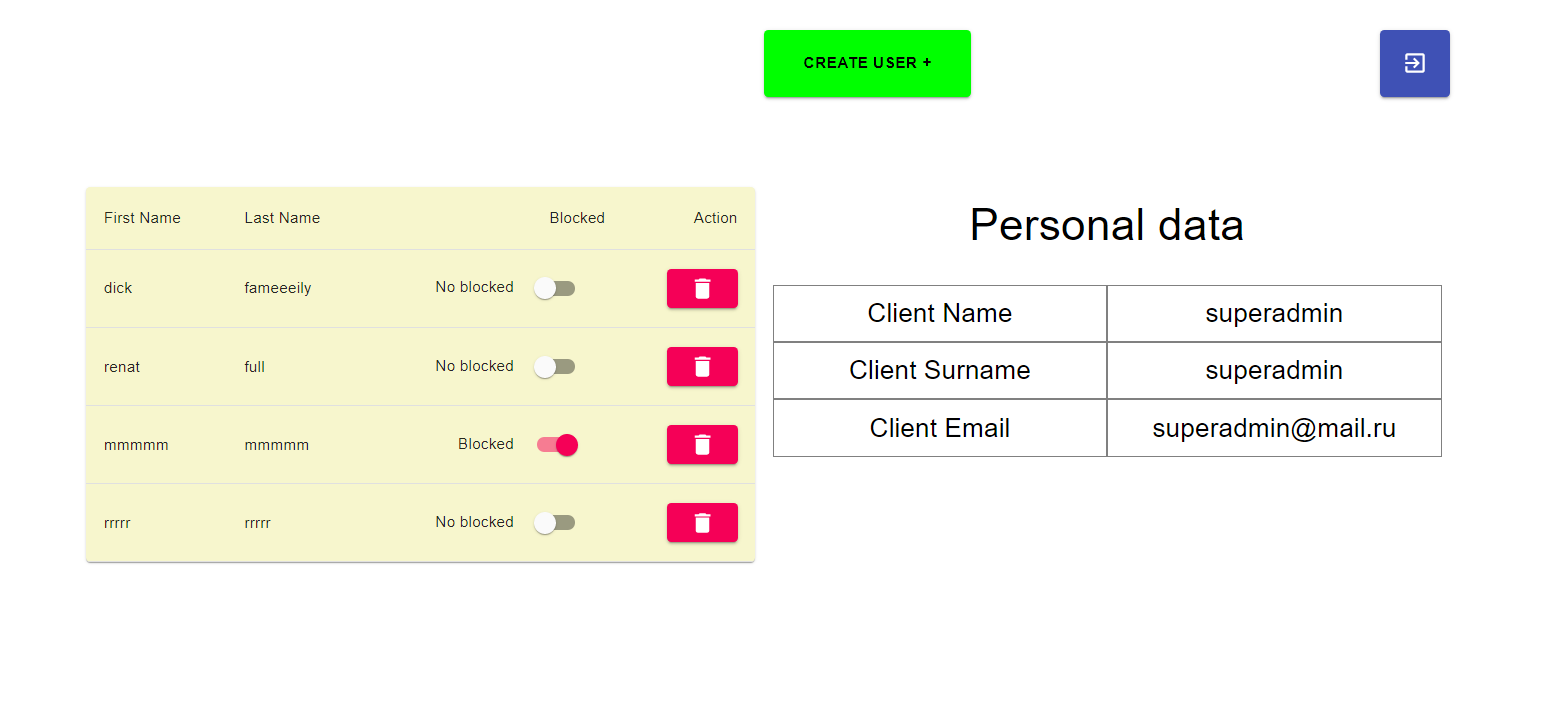 CREATE USER +
First Name Last Name Blocked Action
dick fameeeily No blocked
renat full No blocked
mmmmm mmmmm Blocked
rrrrr rrrrr No blocked
Personal data
Client Name superadmin
Client Surname superadmin
Client Email superadmin@mail.ru